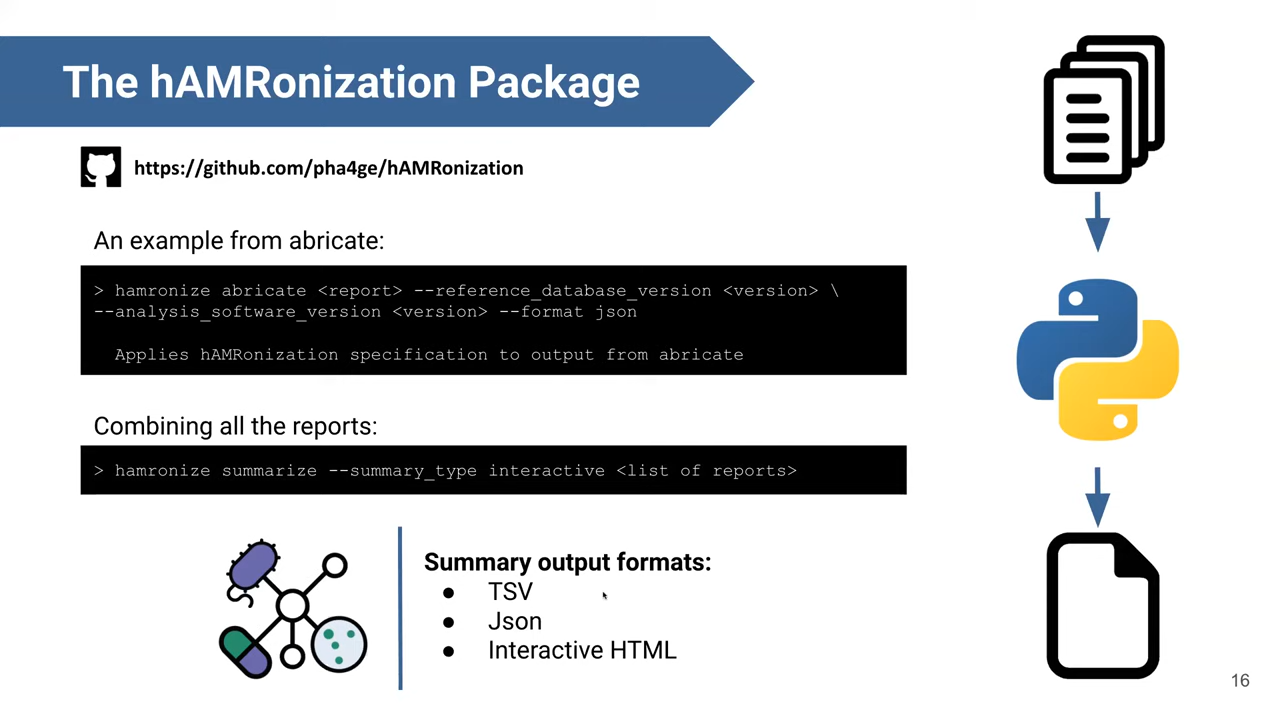 The hAMRonization Package
https://github.com/pha4ge/hAMRonization
An example from abricate:
> hamronize abricate <report> --reference_database_version <version> \
--analysis_software_version <version> --format json
Applies hAMRonization specification to output from abricate
Combining all the reports:
> hamronize summarize --summary_type interactive <list of reports>
Summary output formats:
● TSV
● Json
● Interactive HTML
16